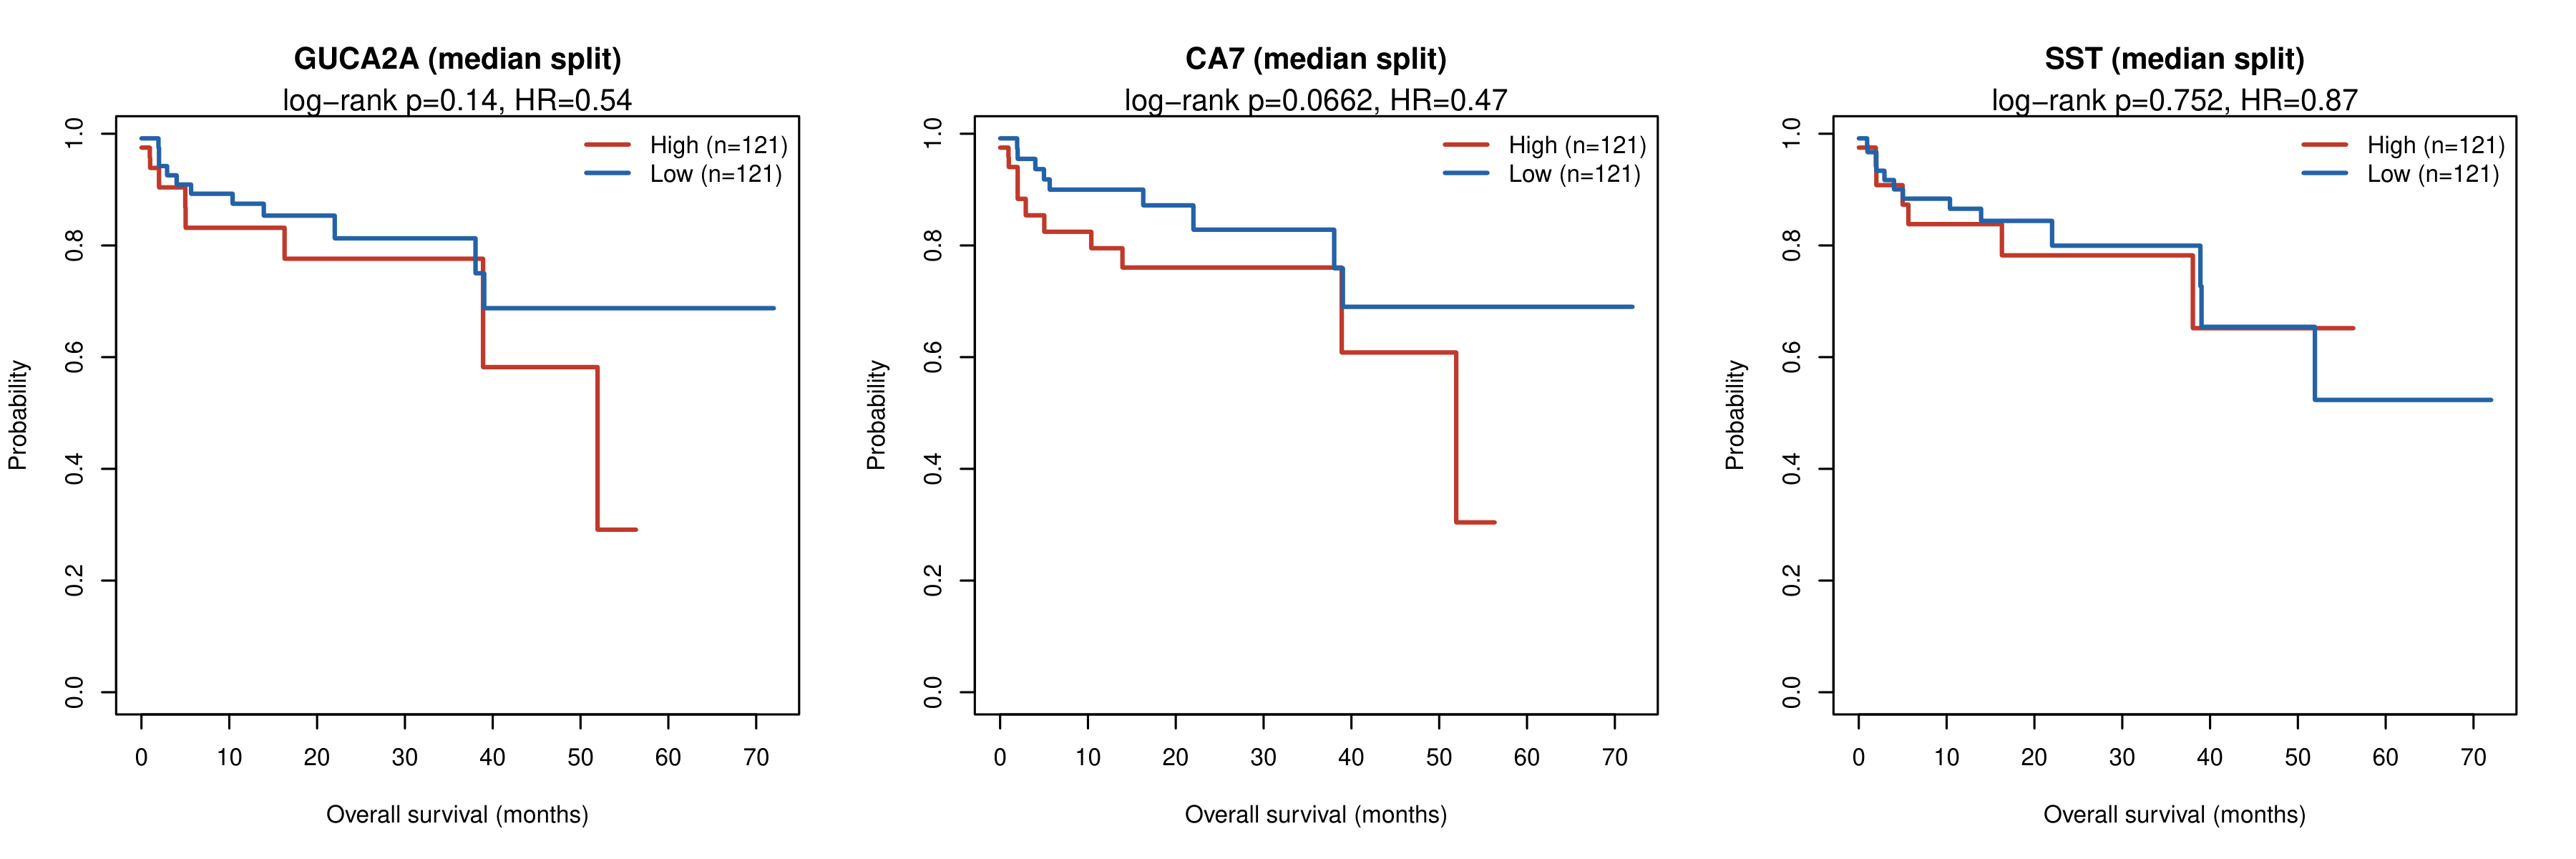 GUCA2A (median split)
log−rank p=0.14, HR=0.54
High (n=121)
Low (n=121)
Probability
1.0
0.8
0.6
0.4
0.2
0.0
0 10 20 30 40 50 60 70
Overall survival (months)
CA7 (median split)
log−rank p=0.0662, HR=0.47
High (n=121)
Low (n=121)
Probability
1.0
0.8
0.6
0.4
0.2
0.0
0 10 20 30 40 50 60 70
Overall survival (months)
SST (median split)
log−rank p=0.752, HR=0.87
High (n=121)
Low (n=121)
Probability
1.0
0.8
0.6
0.4
0.2
0.0
0 10 20 30 40 50 60 70
Overall survival (months)